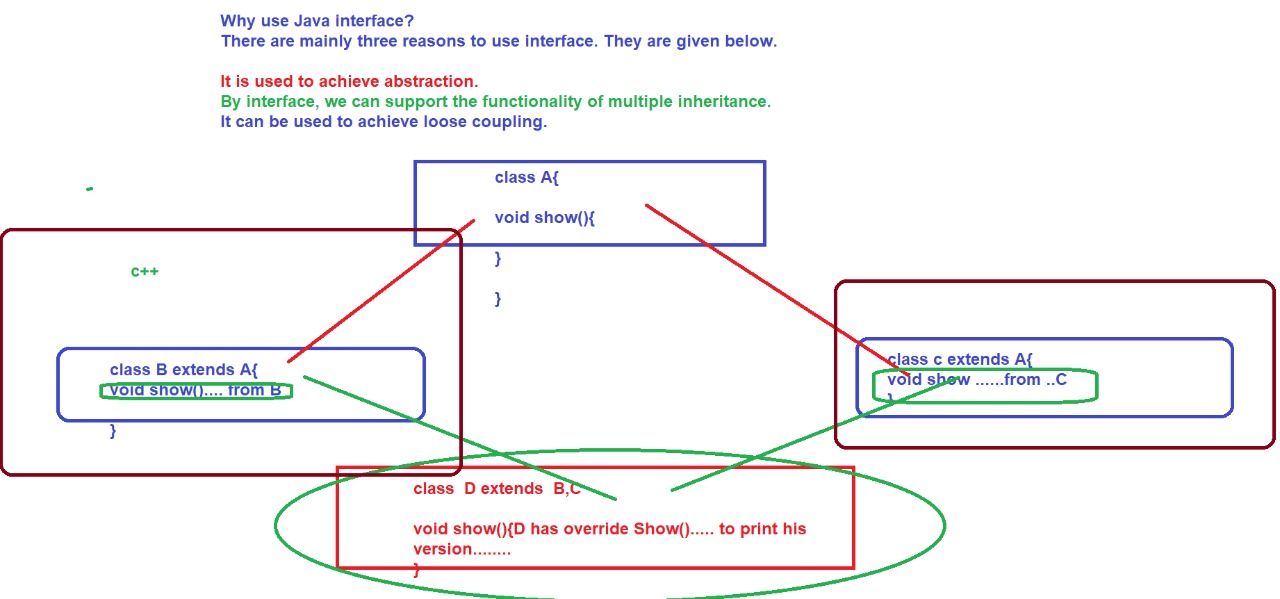 Why use Java interface?
There are mainly three reasons to use interface. They are given below.
It is used to achieve abstraction.
By interface, we can support the functionality of multiple inheritance.
It can be used to achieve loose coupling.
class A{
void show(){
}
}
c++
class B extends A{
void show().... from B
}
class c extends A{
void show ......from ..C
}
class  D extends  B,C
void show(){D has override Show()..... to print his
version........
}